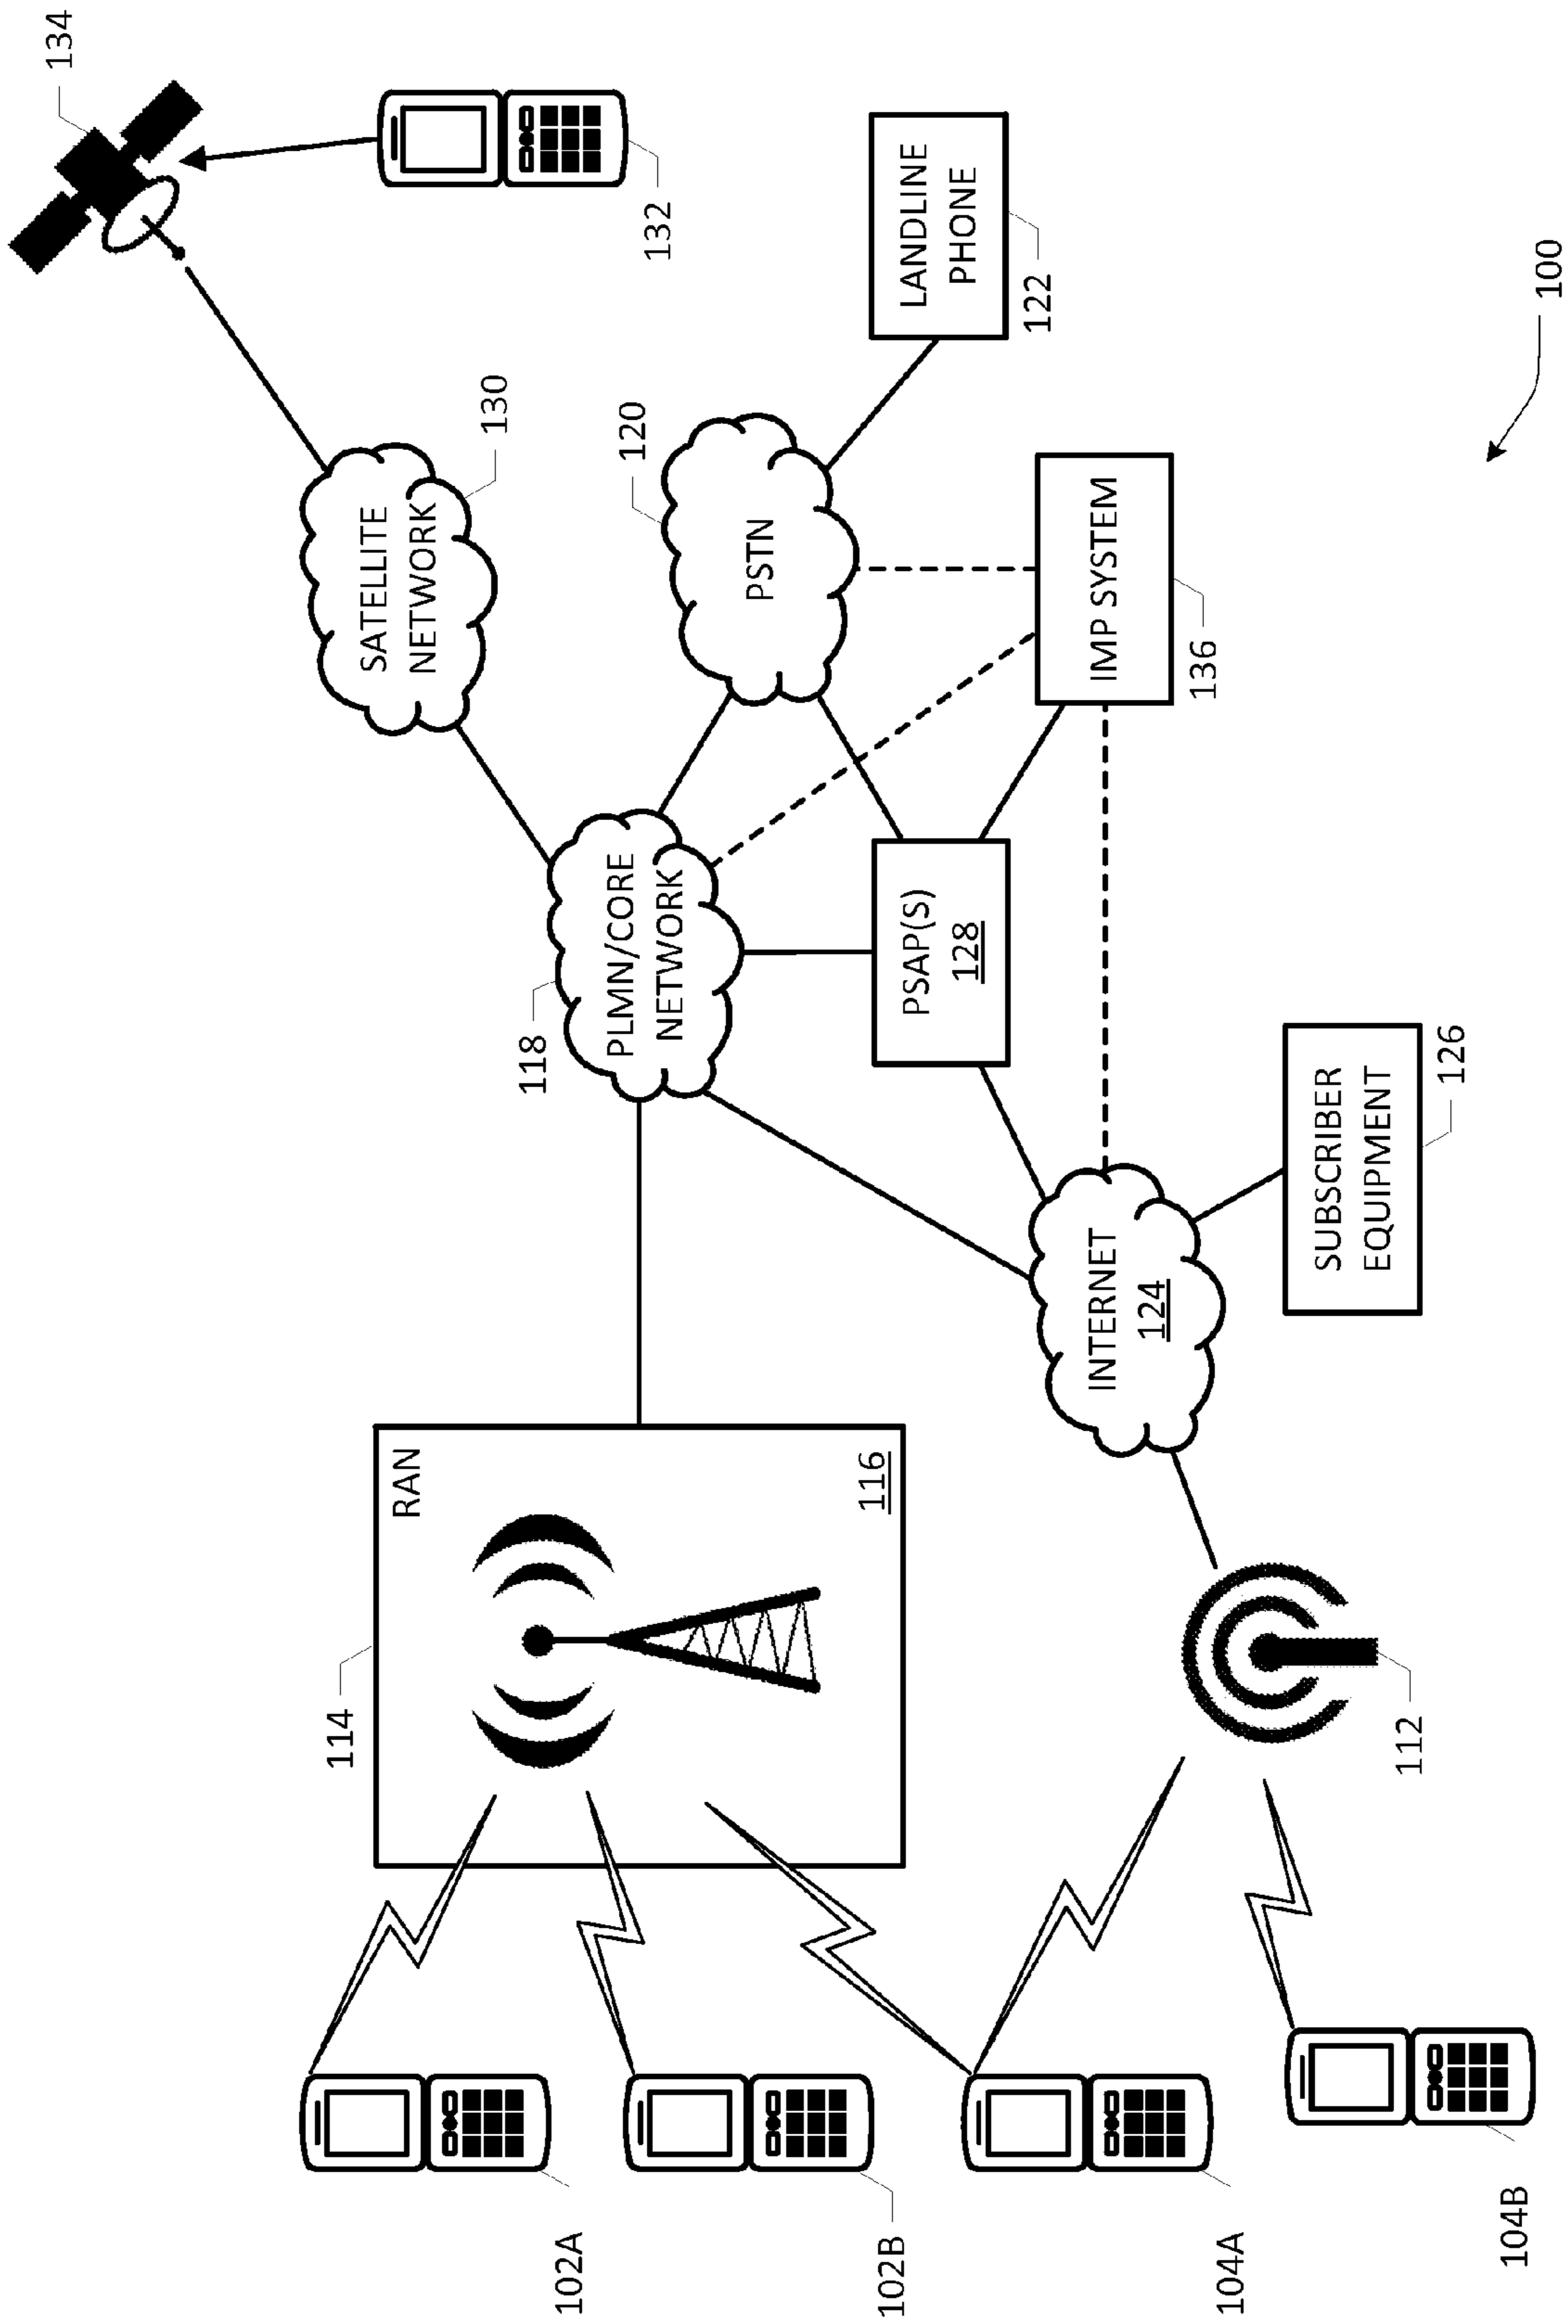 134
132
SATELLITE
NETWORK
130
LANDLINE
PHONE
122
120
PSTN
100
118
PLMN/CORE
NETWORK
IMP SYSTEM
136
PSAP(S)
128
114
RAN
116
INTERNET
124
SUBSCRIBER
EQUIPMENT
126
112
102A
102B
104A
104B